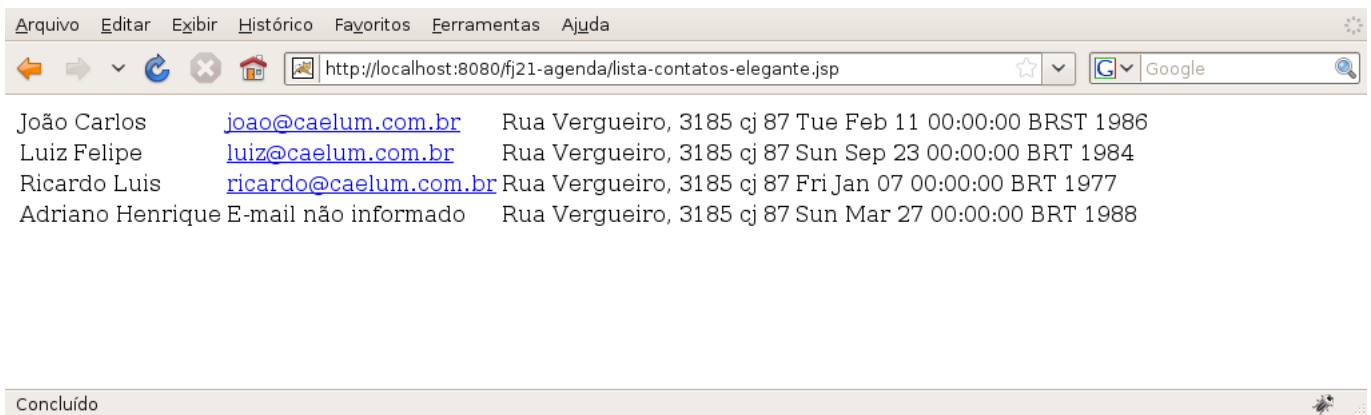 Arquivo Editar Exibir Histórico Favoritos Ferramentas Ajuda
http://localhost:8080/fj21-agenda/lista-contatos-elegante.jsp G Google
João Carlos joao@caelum.com.br Rua Vergueiro, 3185 cj 87 Tue Feb 11 00:00:00 BRST 1986
Luiz Felipe luiz@caelum.com.br Rua Vergueiro, 3185 cj 87 Sun Sep 23 00:00:00 BRT 1984
Ricardo Luis ricardo@caelum.com.br Rua Vergueiro, 3185 cj 87 Fri Jan 07 00:00:00 BRT 1977
Adriano Henrique E-mail não informado Rua Vergueiro, 3185 cj 87 Sun Mar 27 00:00:00 BRT 1988
Concluído